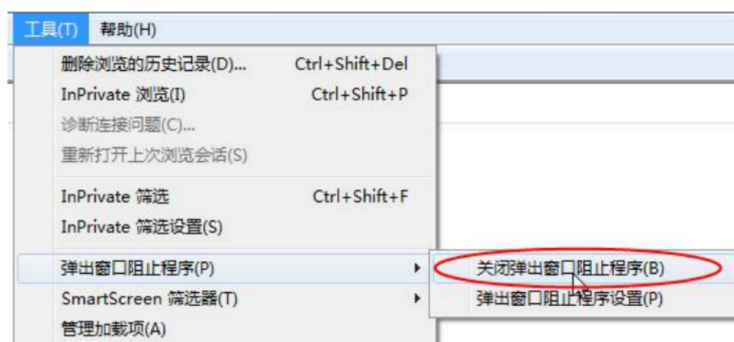 工具(T) 帮助(H)
删除浏览的历史记录(D)... Ctrl+Shift+Del
InPrivate 浏览(I) Ctrl+Shift+P
诊断连接问题(C)...
重新打开上次浏览会话(S)
InPrivate 筛选 Ctrl+Shift+F
InPrivate 筛选设置(S)
弹出窗口阻止程序(P) 关闭弹出窗口阻止程序(B)
SmartScreen 筛选器(T) 弹出窗口阻止程序设置(P)
管理加载项(A)